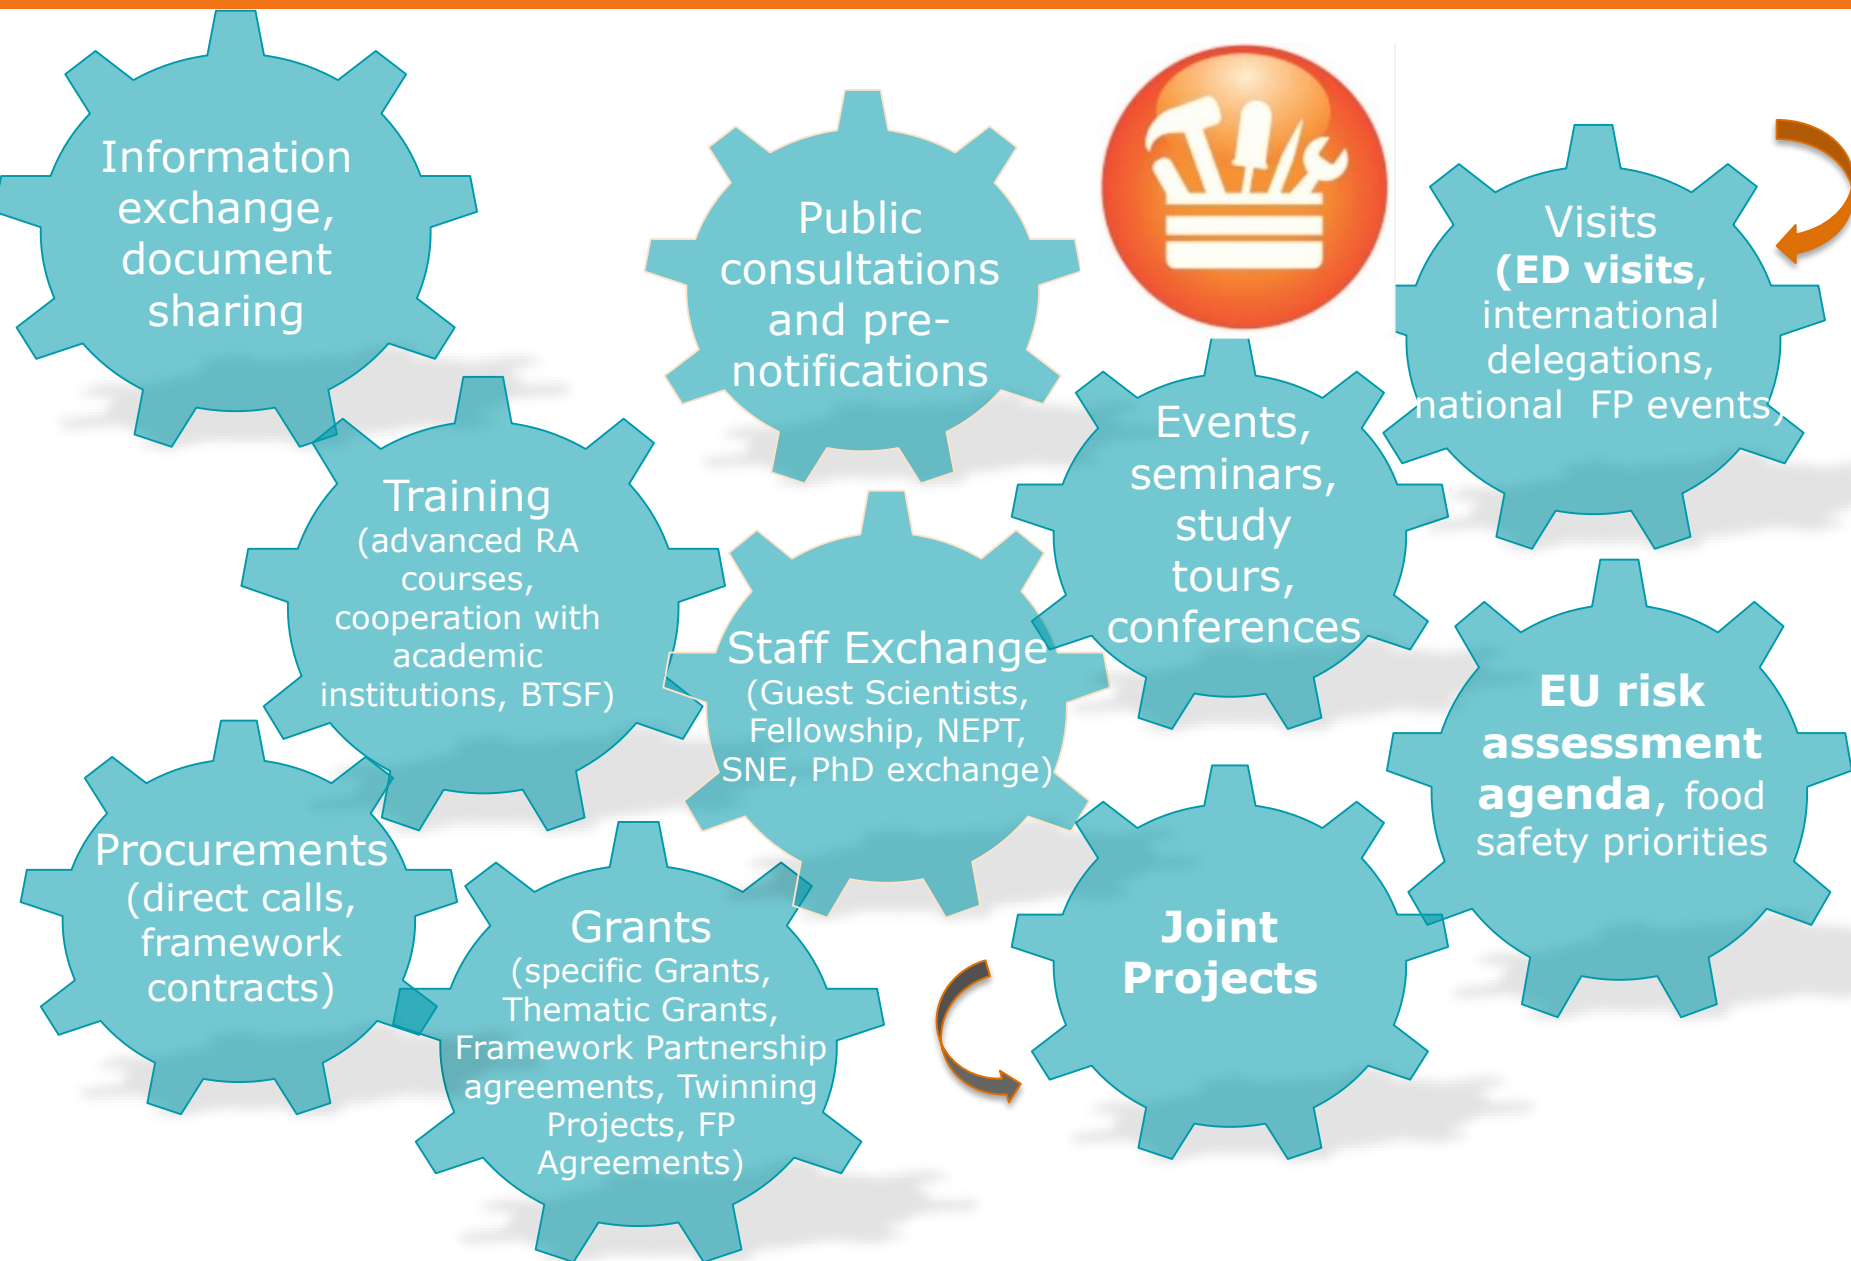 Information
exchange,
document
sharing
Public
consultations
and pre-
notifications
Visits
(ED visits,
international
delegations,
national FP events)
Events,
seminars,
study
tours,
conferences
Training
(advanced RA
courses,
cooperation with
academic
institutions, BTSF)
Staff Exchange
(Guest Scientists,
Fellowship, NEPT,
SNE, PhD exchange)
EU risk
assessment
agenda, food
safety priorities
Procurements
(direct calls,
framework
contracts)
Grants
(specific Grants,
Thematic Grants,
Framework Partnership
agreements, Twinning
Projects, FP
Agreements)
Joint
Projects